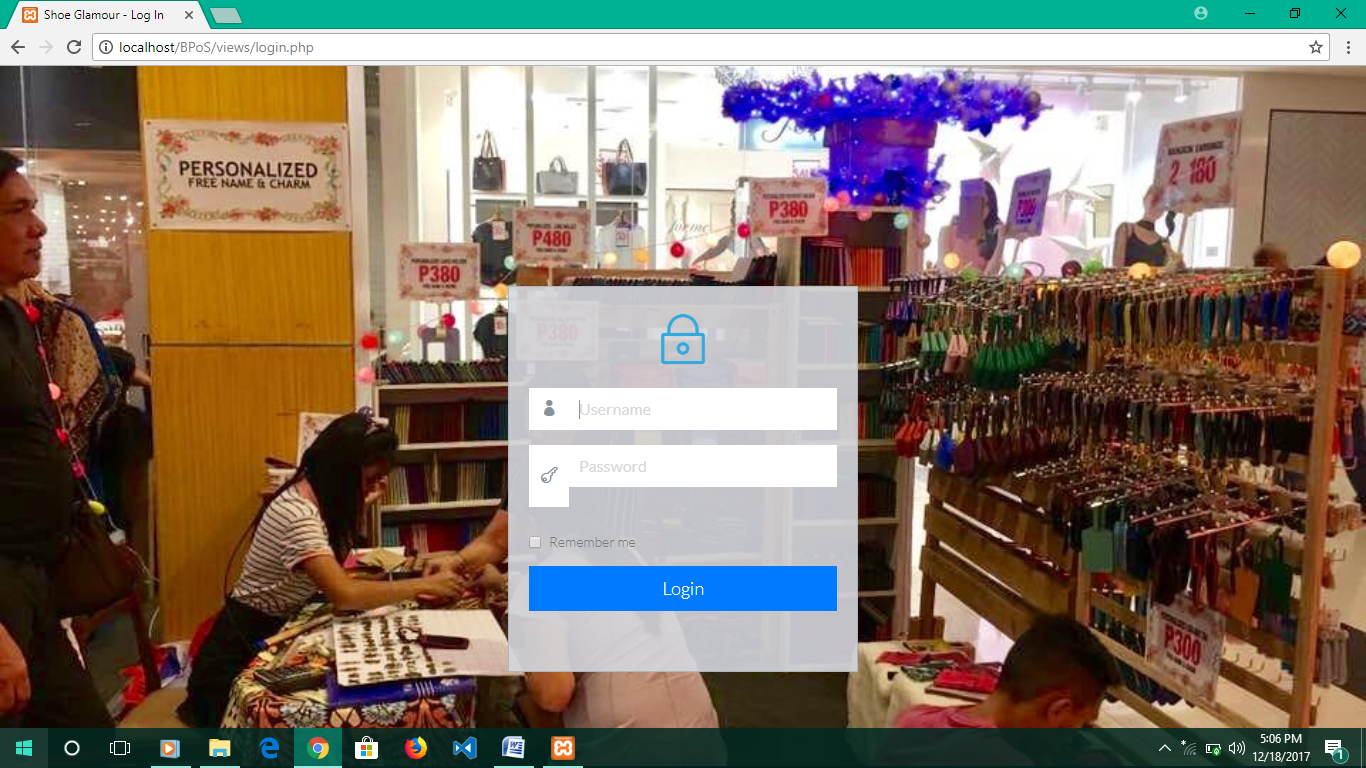 Shoe Glamour - Log In
localhost/BPoS/views/login.php
PERSONALIZED
FREE NAME & CHARM
2-180
P380
P480
P380
P380
Username
Password
Remember me
Login
P300
5:06 PM
12/18/2017
1